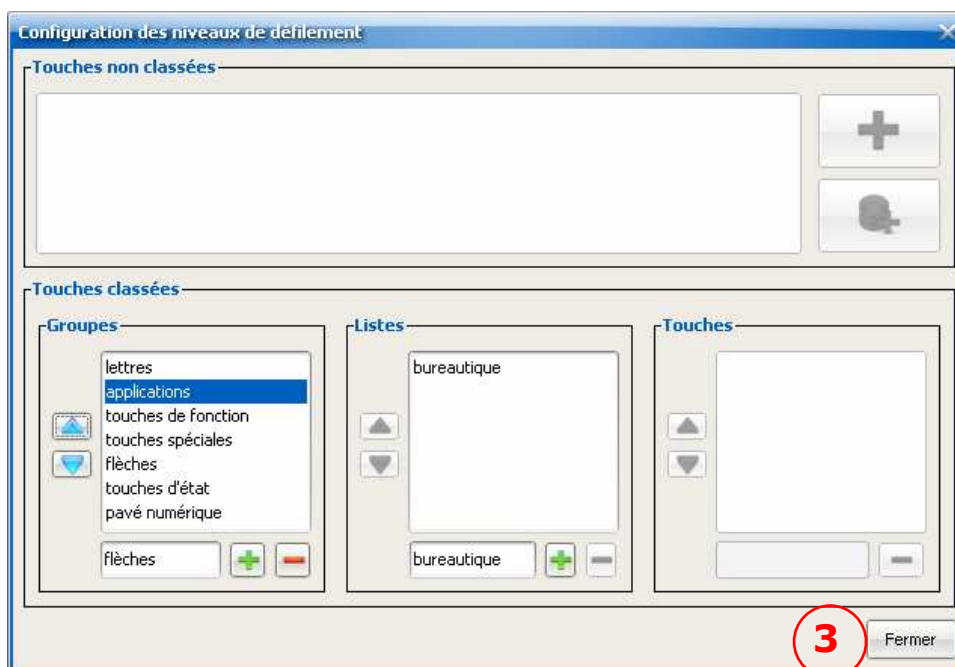 Configuration des niveaux de défilement
Touches non classées
Touches classées
Groupes
lettres
applications
touches de fonction
touches spéciales
flèches
touches d'état
pavé numérique
flèches
Listes
bureautique
bureautique
Touches
3
Fermer